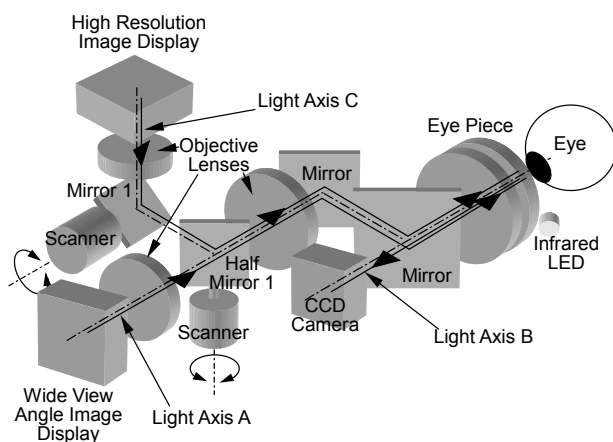 High Resolution
Image Display
Light Axis C
Objective
Lenses
Eye Piece
Eye
Mirror
Mirror 1
Scanner
Infrared
LED
Half
Mirror 1
Mirror
CCD
Camera
Scanner
Light Axis B
Wide View
Angle Image
Display
Light Axis A